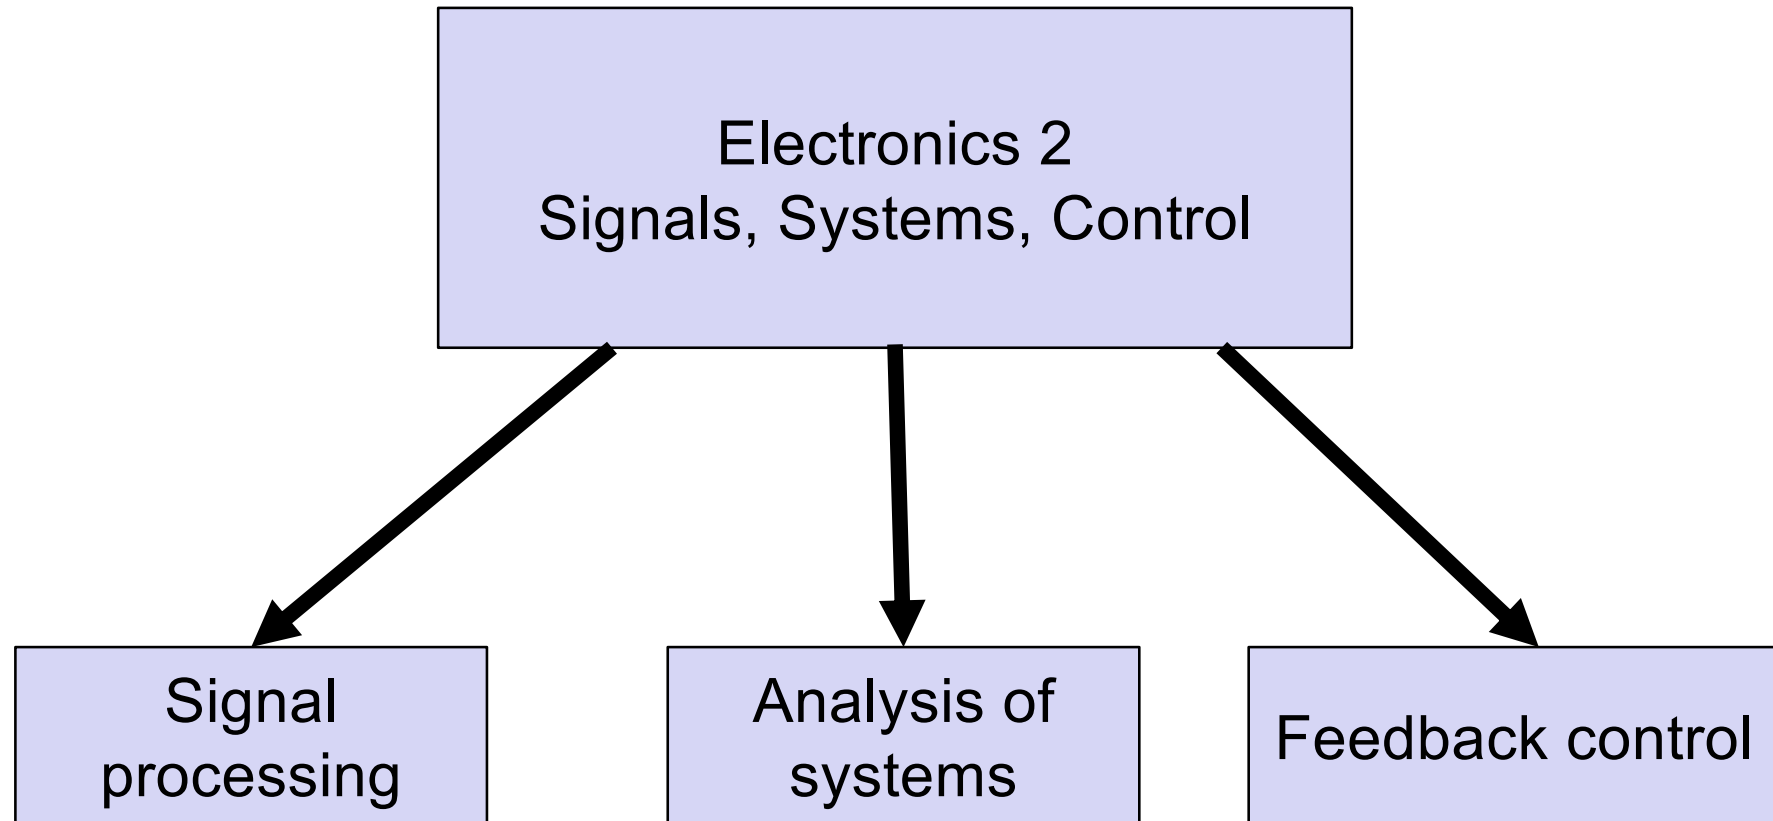 Electronics 2
Signals, Systems, Control
Signal
processing
Analysis of
systems
Feedback control